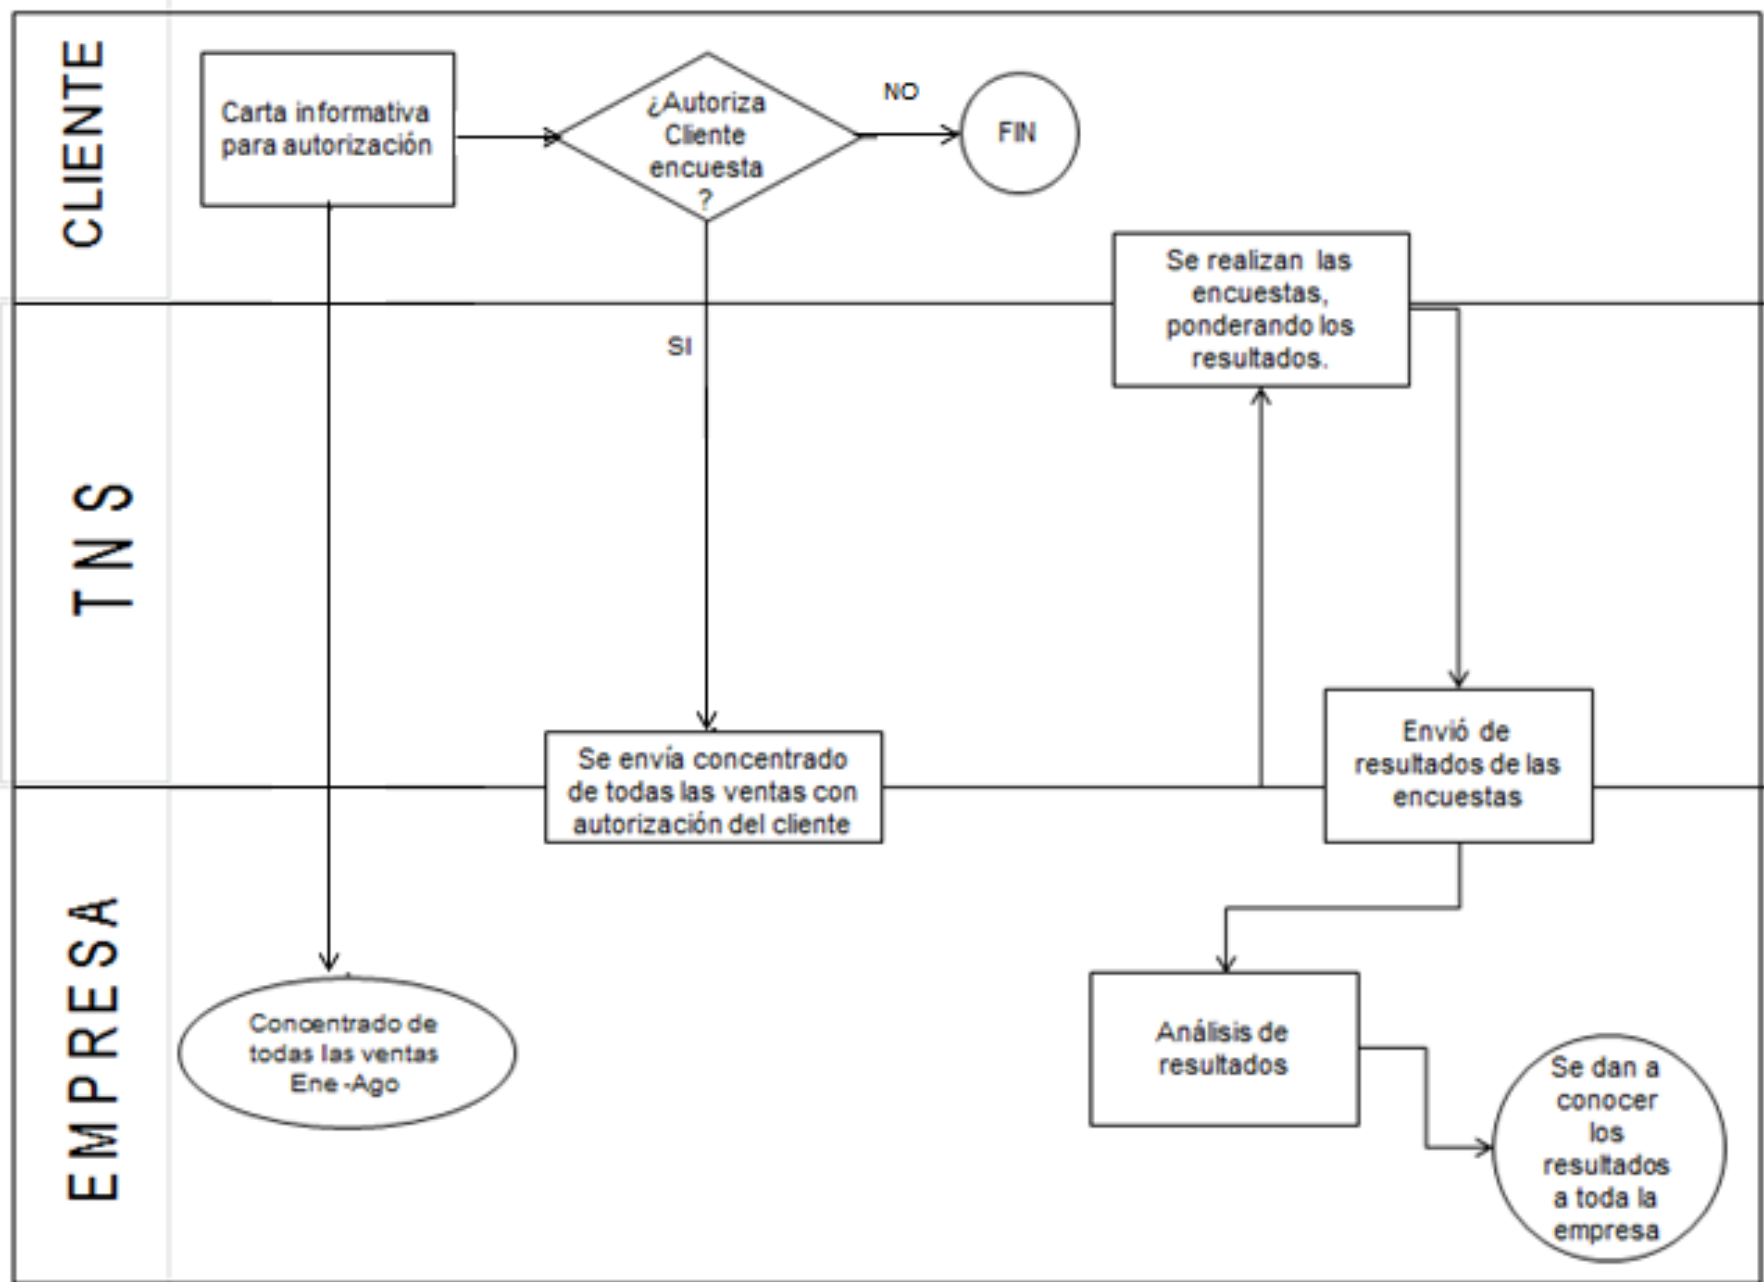 CLIENTE
Carta informativa
para autorización
¿Autoriza
Cliente
encuesta
?
NO
FIN
Se realizan las
encuestas,
ponderando los
resultados.
TNS
SI
Se envía concentrado
de todas las ventas con
autorización del cliente
Envió de
resultados de las
encuestas
EMPRESA
Concentrado de
todas las ventas
Ene-Ago
Análisis de
resultados
Se dan a
conocer
los
resultados
a toda la
empresa